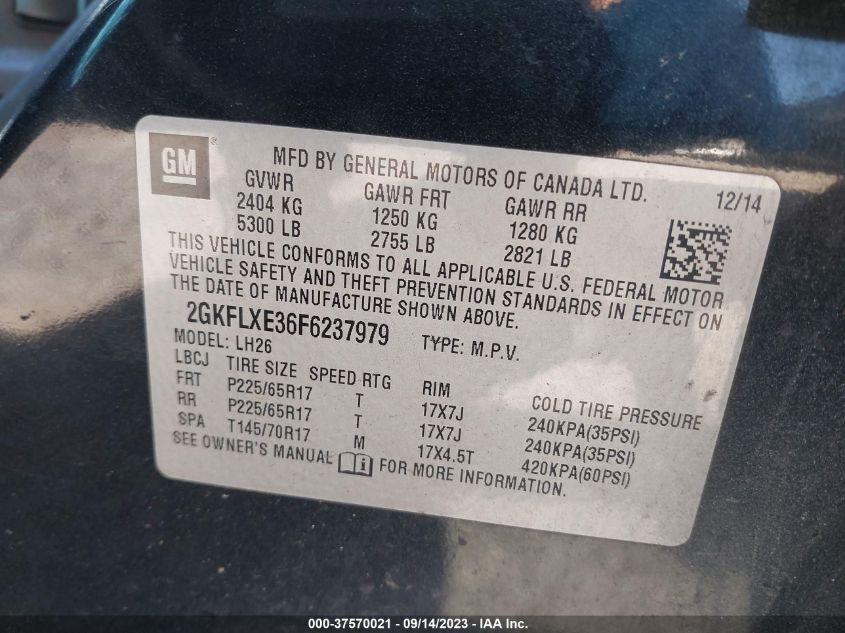 GM ®
MFD BY GENERAL MOTORS OF CANADA LTD. 12/14
GVWR GAWR FRT GAWR RR
2404 KG 1250 KG 1280 KG
5300 LB 2755 LB 2821 LB
THIS VEHICLE CONFORMS TO ALL APPLICABLE U.S. FEDERAL MOTOR
VEHICLE SAFETY AND THEFT PREVENTION STANDARDS IN EFFECT ON
THE DATE OF MANUFACTURE SHOWN ABOVE.
2GKFLXE36F6237979 TYPE: M.P.V.
MODEL: LH26
LBCJ TIRE SIZE SPEED RTG RIM COLD TIRE PRESSURE
FRT P225/65R17 T 17X7J 240KPA(35PSI)
RR P225/65R17 T 17X7J 240KPA(35PSI)
SPA T145/70R17 M 17X4.5T 420KPA(60PSI)
SEE OWNER'S MANUAL FOR MORE INFORMATION.
000-37570021 - 09/14/2023 - IAA Inc.